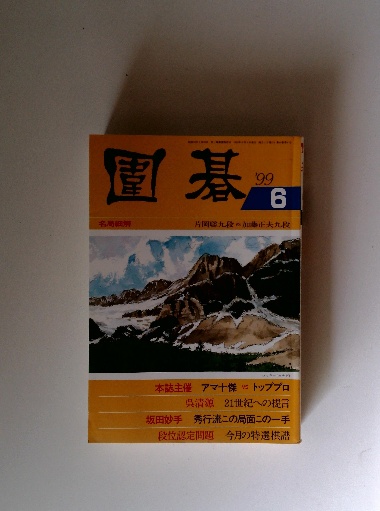 圍碁
'99
6
名局細解 片岡聡九段 加藤正夫九段
本誌主催 アマ十傑 vs トッププロ
呉清源 21世紀への提言
坂田妙手 秀行流この局面この一手
段位認定問題 今月の特選棋譜